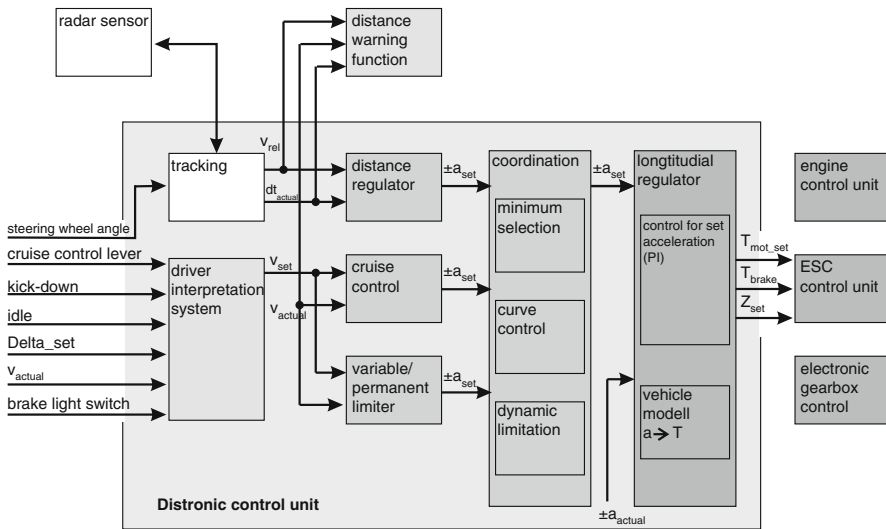 radar sensor
distance
warning
function
v_rel
tracking
dt_actual
distance
regulator
±a_set
coordination
±a_set
longtitudial
regulator
engine
control unit
minimum
selection
control for set
acceleration
(PI)
steering wheel angle
cruise control lever
kick-down
idle
Delta_set
v_actual
brake light switch
driver
interpretation
system
v_set
v_actual
cruise
control
±a_set
curve
control
T_mot_set
T_brake
Z_set
ESC
control unit
variable/
permanent
limiter
±a_set
dynamic
limitation
vehicle
modell
a→T
electronic
gearbox
control
±a_actual
Distronic control unit